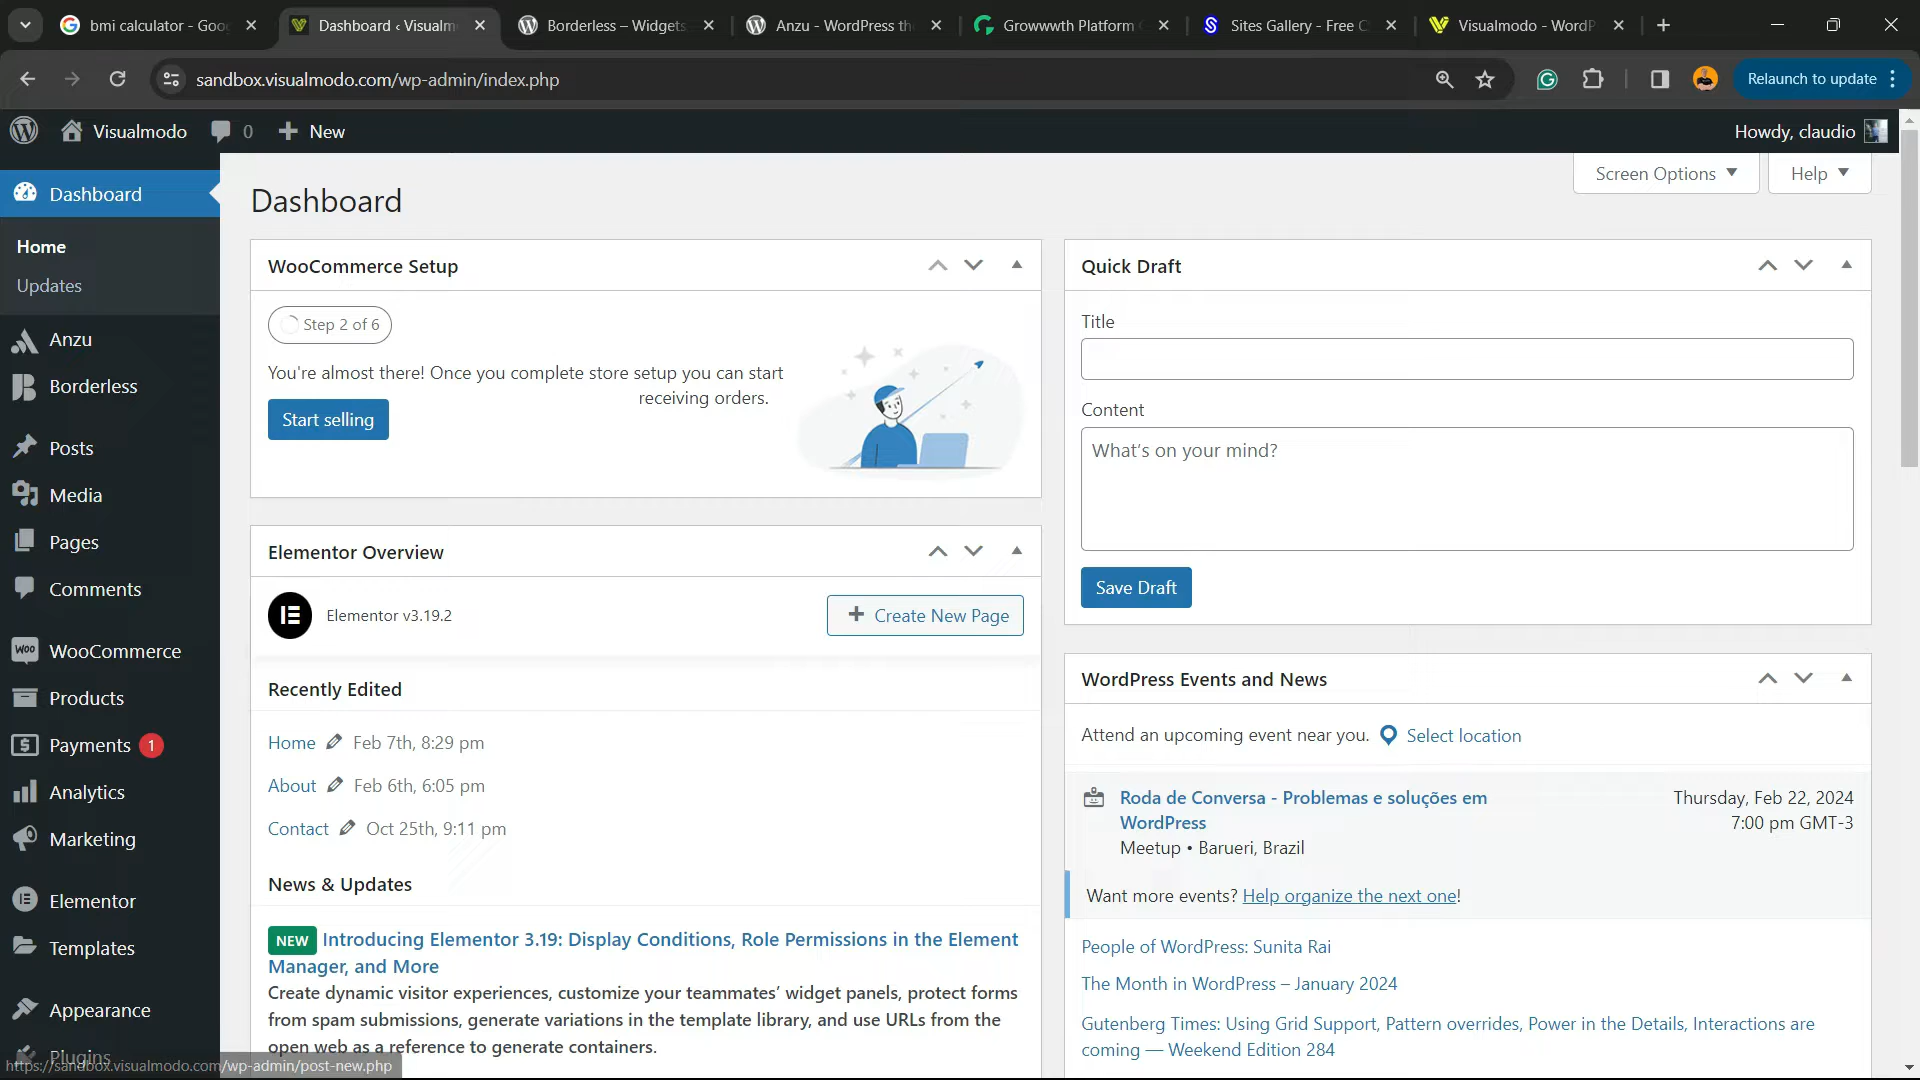 bmi calculator - Goo
Dashboard ‹ Visualm
Borderless – Widgets
Anzu - WordPress th
Growwwth Platform
Sites Gallery - Free C
Visualmodo - WordP
sandbox.visualmodo.com/wp-admin/index.php
Relaunch to update
Visualmodo
0
New
Howdy, claudio
Dashboard
Home
Updates
Anzu
Borderless
Posts
Media
Pages
Comments
WooCommerce
Products
Payments 1
Analytics
Marketing
Elementor
Templates
Appearance
Plugins
https://sandbox.visualmodo.com/wp-admin/post-new.php
Screen Options
Help
Dashboard
WooCommerce Setup
Step 2 of 6
You're almost there! Once you complete store setup you can start
receiving orders.
Start selling
Elementor Overview
Elementor v3.19.2
Create New Page
Recently Edited
Home Feb 7th, 8:29 pm
About Feb 6th, 6:05 pm
Contact Oct 25th, 9:11 pm
News & Updates
NEW Introducing Elementor 3.19: Display Conditions, Role Permissions in the Element
Manager, and More
Create dynamic visitor experiences, customize your teammates’ widget panels, protect forms
from spam submissions, generate variations in the template library, and use URLs from the
open web as a reference to generate containers.
Quick Draft
Title
Content
What’s on your mind?
Save Draft
WordPress Events and News
Attend an upcoming event near you. Select location
Roda de Conversa - Problemas e soluções em
WordPress
Meetup • Barueri, Brazil
Thursday, Feb 22, 2024
7:00 pm GMT-3
Want more events? Help organize the next one!
People of WordPress: Sunita Rai
The Month in WordPress – January 2024
Gutenberg Times: Using Grid Support, Pattern overrides, Power in the Details, Interactions are
coming — Weekend Edition 284